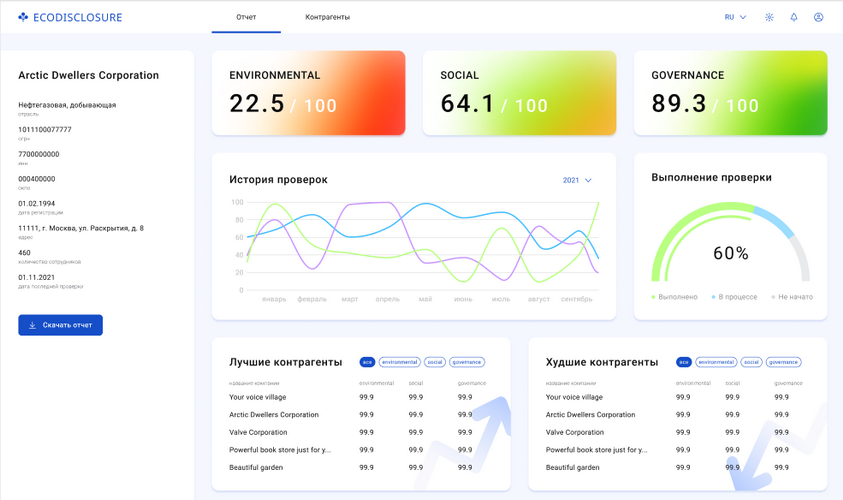 ECODISCLOSURE
Отчет
Контрагенты
RU
Arctic Dwellers Corporation
Нефтегазовая, добывающая
отрасль
1011100077777
огрн
7700000000
инн
000400000
окпо
01.02.1994
дата регистрации
11111, г. Москва, ул. Раскрытия, д. 8
адрес
460
количества сотрудников
01.11.2021
дата последней проверки
Скачать отчет
ENVIRONMENTAL
22.5 / 100
SOCIAL
64.1 / 100
GOVERNANCE
89.3 / 100
История проверок
2021
100
80
60
40
20
0
январь февраль март апрель май июнь июль август сентябрь
Выполнение проверки
60%
Выполнено В процессе Не начато
Лучшие контрагенты
все environmental social governance
название компании environmental social governance
Your voice village 99.9 99.9 99.9
Arctic Dwellers Corporation 99.9 99.9 99.9
Valve Corporation 99.9 99.9 99.9
Powerful book store just for y... 99.9 99.9 99.9
Beautiful garden 99.9 99.9 99.9
Худшие контрагенты
все environmental social governance
название компании environmental social governance
Your voice village 99.9 99.9 99.9
Arctic Dwellers Corporation 99.9 99.9 99.9
Valve Corporation 99.9 99.9 99.9
Powerful book store just for y... 99.9 99.9 99.9
Beautiful garden 99.9 99.9 99.9